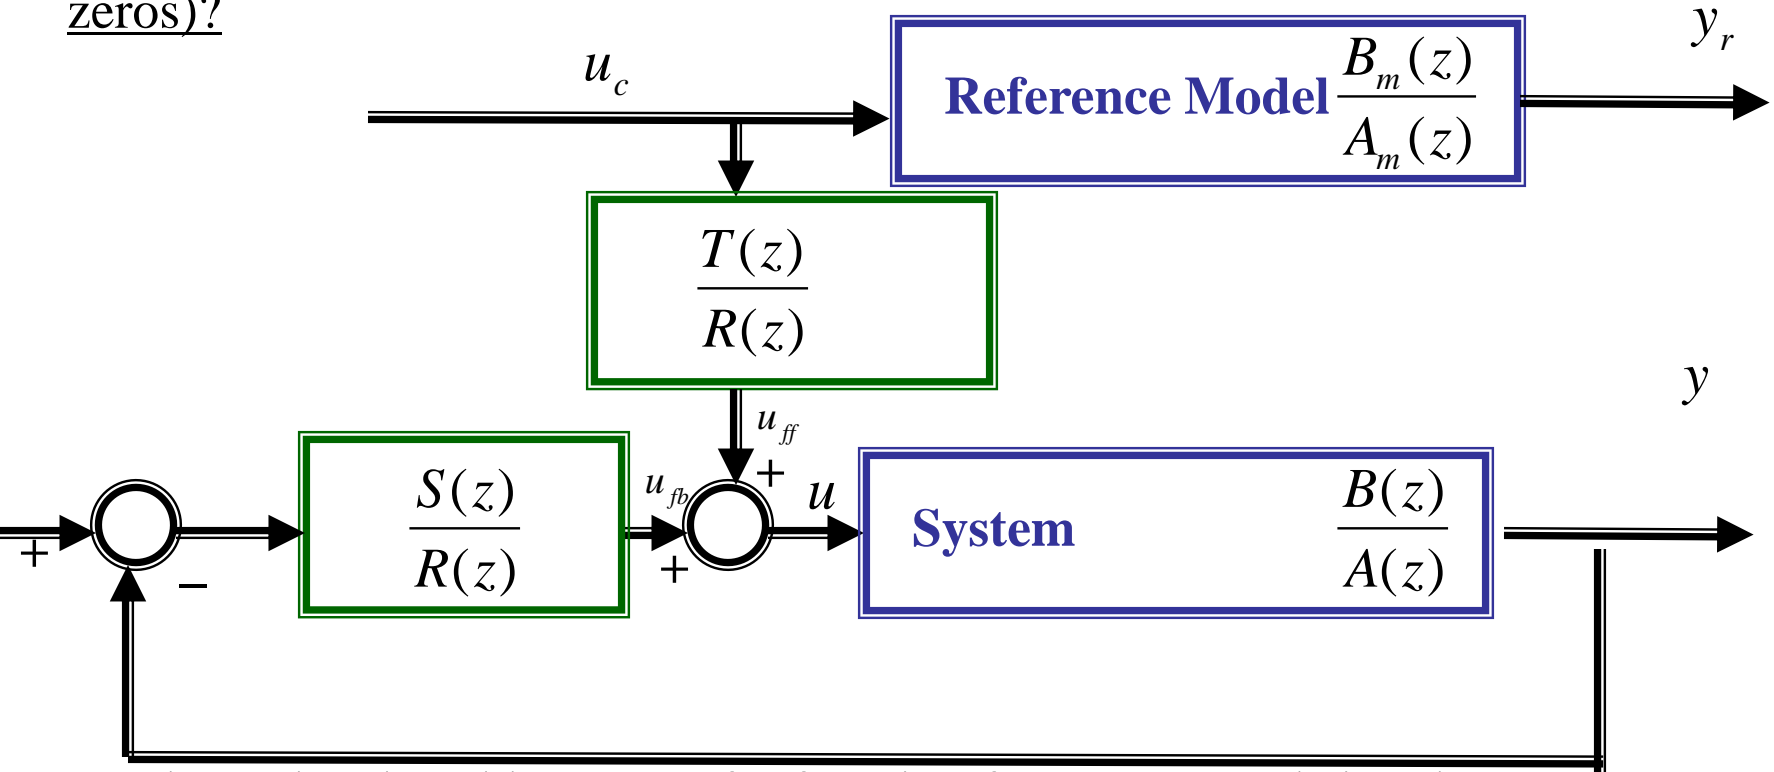 zeros)?
u_c
Reference Model B_m(z) / A_m(z)
y_r
T(z) / R(z)
u_ff
+
y
S(z) / R(z)
u_fb
+
u
System B(z) / A(z)
+
−